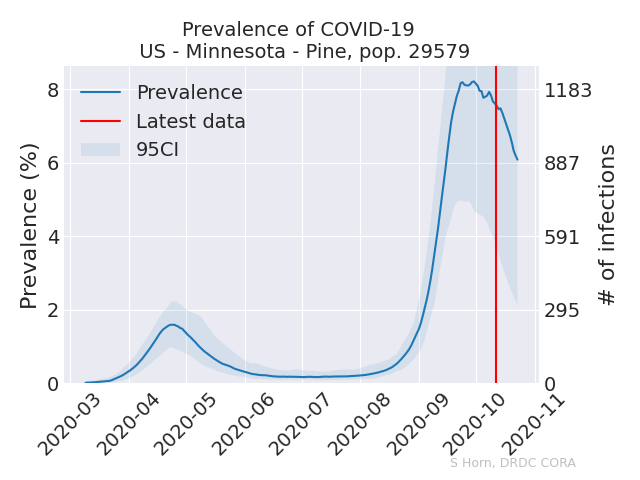 Prevalence of COVID-19
US - Minnesota - Pine, pop. 29579
Prevalence
Latest data
95CI
Prevalence (%)
8
6
4
2
0
1183
887
591
295
0
# of infections
2020-03
2020-04
2020-05
2020-06
2020-07
2020-08
2020-09
2020-10
2020-11
S Horn, DRDC CORA